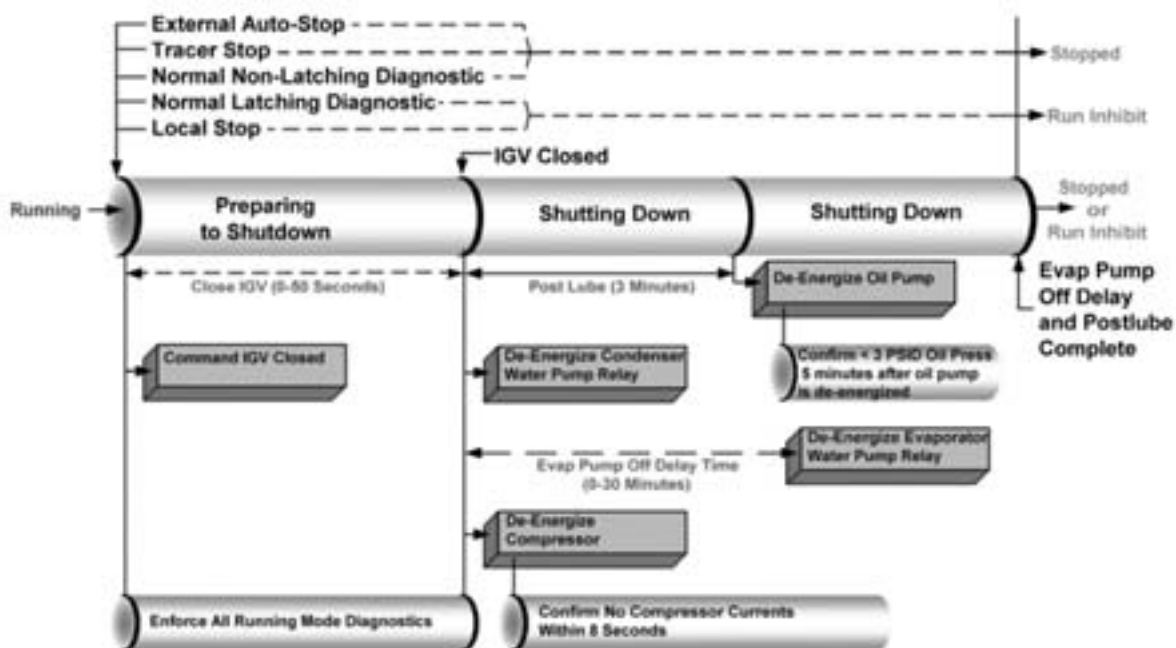 External Auto-Stop
Tracer Stop
Normal Non-Latching Diagnostic
Normal Latching Diagnostic
Local Stop
Stopped
Run Inhibit
IGV Closed
Running
Preparing
to Shutdown
Shutting Down
Shutting Down
Stopped
or
Run Inhibit
Close IGV (0-50 Seconds)
Post Lube (3 Minutes)
De-Energize Oil Pump
Evap Pump
Off Delay
and Postlube
Complete
Command IGV Closed
De-Energize Condenser
Water Pump Relay
Confirm < 3 PSID Oil Press
5 minutes after oil pump
is de-energized
Evap Pump Off Delay Time
(0-30 Minutes)
De-Energize Evaporator
Water Pump Relay
De-Energize
Compressor
Enforce All Running Mode Diagnostics
Confirm No Compressor Currents
Within 8 Seconds